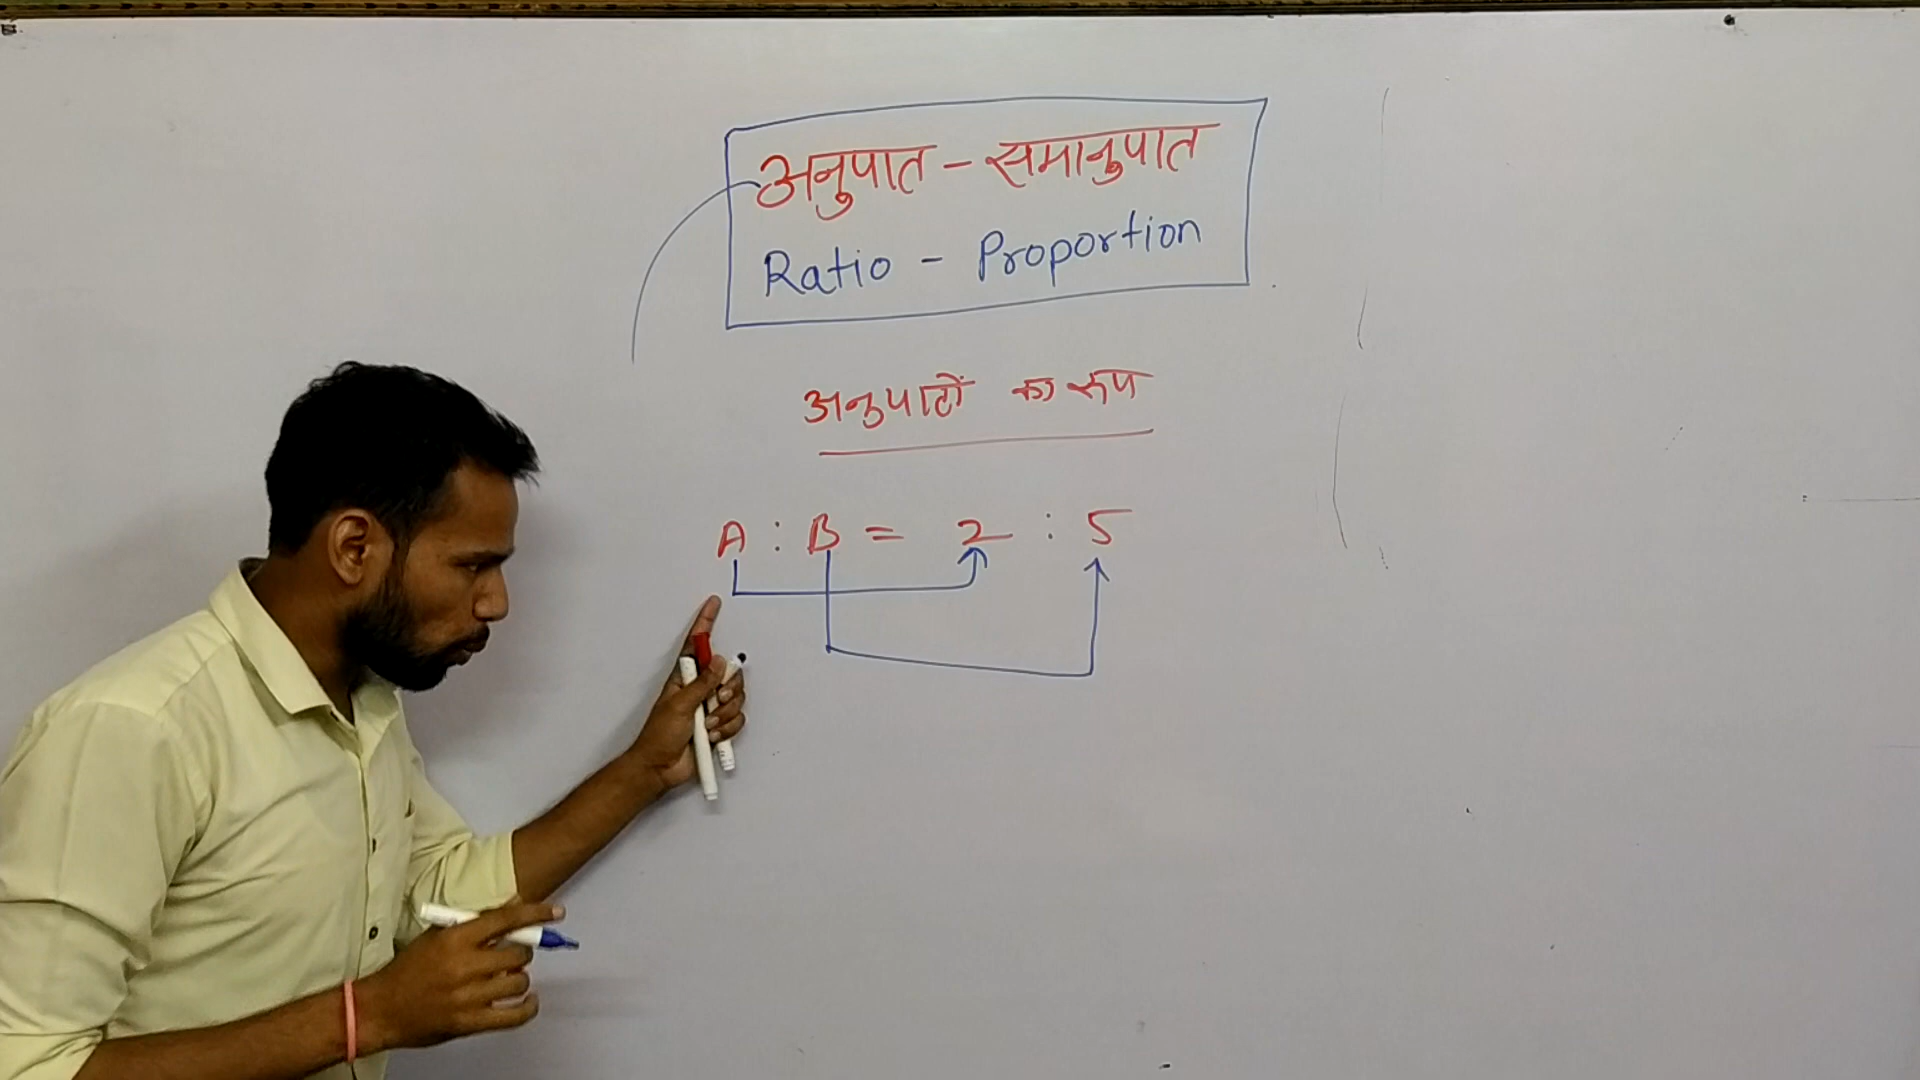 अनुपात - समानुपात
Ratio - Proportion
अनुपातों का रूप
A : B = 2 : 5